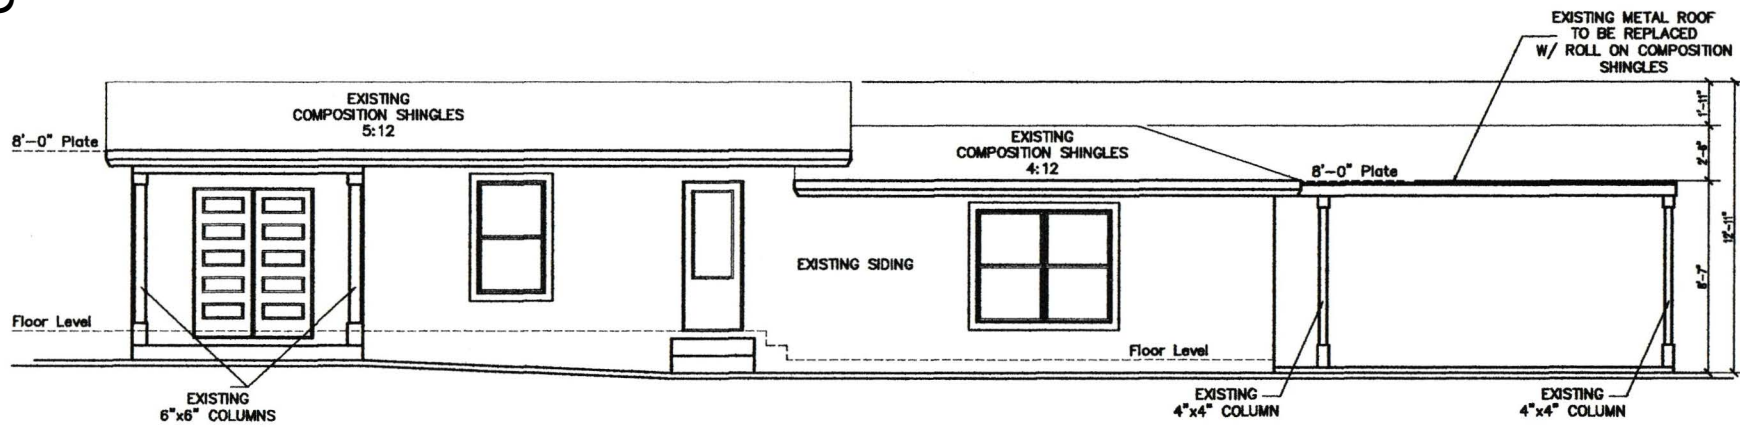 EXISTING METAL ROOF
TO BE REPLACED
W/ ROLL ON COMPOSITION
SHINGLES
EXISTING
COMPOSITION SHINGLES
5:12
8'-0" Plate
EXISTING
COMPOSITION SHINGLES
4:12
8'-0" Plate
1'-11"
12'-11"
8'-7"
EXISTING SIDING
Floor Level
Floor Level
EXISTING
6"x6" COLUMNS
EXISTING
4"x4" COLUMN
EXISTING
4"x4" COLUMN